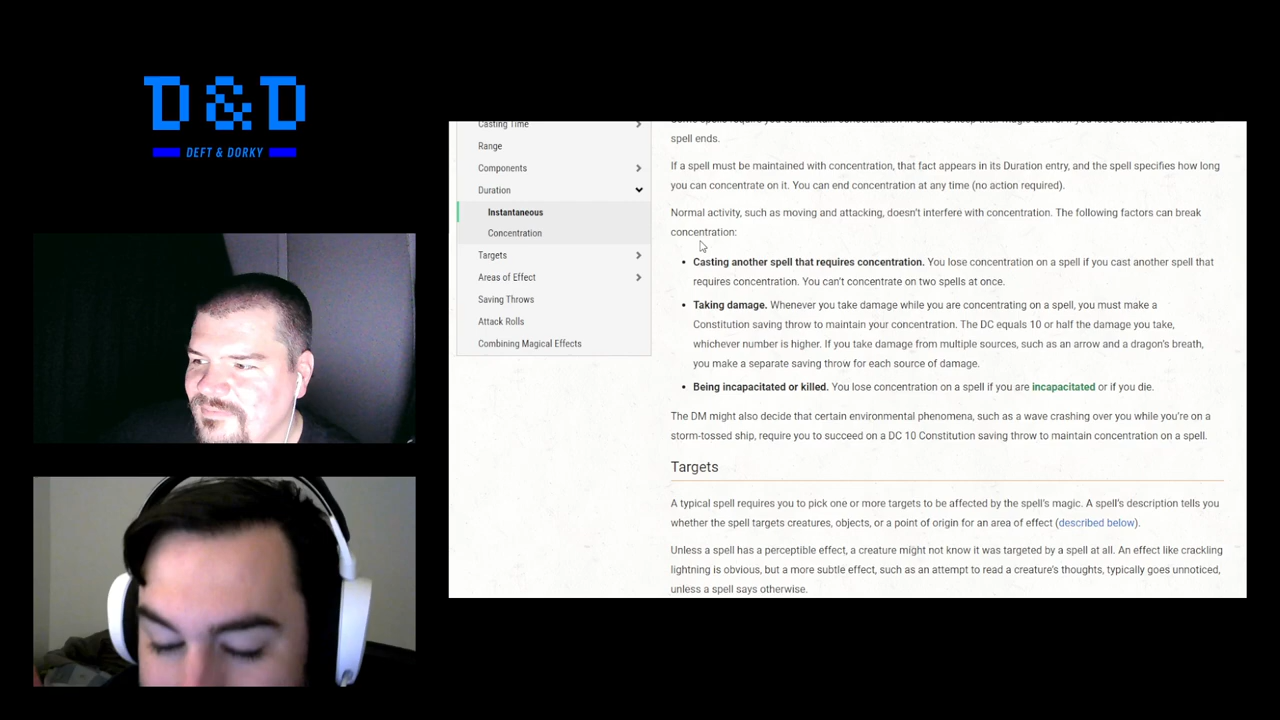 D & D
DEFT & DORKY
Casting Time
Range
Components
Duration
Instantaneous
Concentration
Targets
Areas of Effect
Saving Throws
Attack Rolls
Combining Magical Effects
spell ends.
If a spell must be maintained with concentration, that fact appears in its Duration entry, and the spell specifies how long
you can concentrate on it. You can end concentration at any time (no action required).
Normal activity, such as moving and attacking, doesn't interfere with concentration. The following factors can break
concentration:
• Casting another spell that requires concentration. You lose concentration on a spell if you cast another spell that
requires concentration. You can't concentrate on two spells at once.
• Taking damage. Whenever you take damage while you are concentrating on a spell, you must make a
Constitution saving throw to maintain your concentration. The DC equals 10 or half the damage you take,
whichever number is higher. If you take damage from multiple sources, such as an arrow and a dragon's breath,
you make a separate saving throw for each source of damage.
• Being incapacitated or killed. You lose concentration on a spell if you are incapacitated or if you die.
The DM might also decide that certain environmental phenomena, such as a wave crashing over you while you're on a
storm-tossed ship, require you to succeed on a DC 10 Constitution saving throw to maintain concentration on a spell.
Targets
A typical spell requires you to pick one or more targets to be affected by the spell's magic. A spell's description tells you
whether the spell targets creatures, objects, or a point of origin for an area of effect (described below).
Unless a spell has a perceptible effect, a creature might not know it was targeted by a spell at all. An effect like crackling
lightning is obvious, but a more subtle effect, such as an attempt to read a creature's thoughts, typically goes unnoticed,
unless a spell says otherwise.